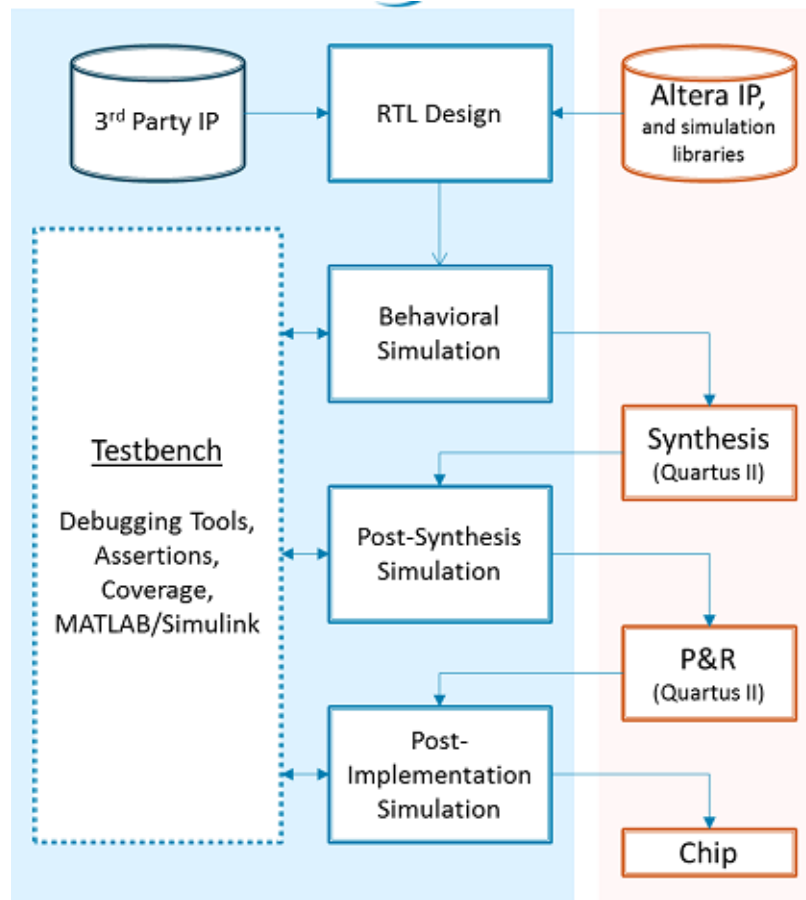 3rd Party IP
RTL Design
Altera IP,
and simulation
libraries
Behavioral
Simulation
Testbench
Debugging Tools,
Assertions,
Coverage,
MATLAB/Simulink
Synthesis
(Quartus II)
Post-Synthesis
Simulation
P&R
(Quartus II)
Post-
Implementation
Simulation
Chip